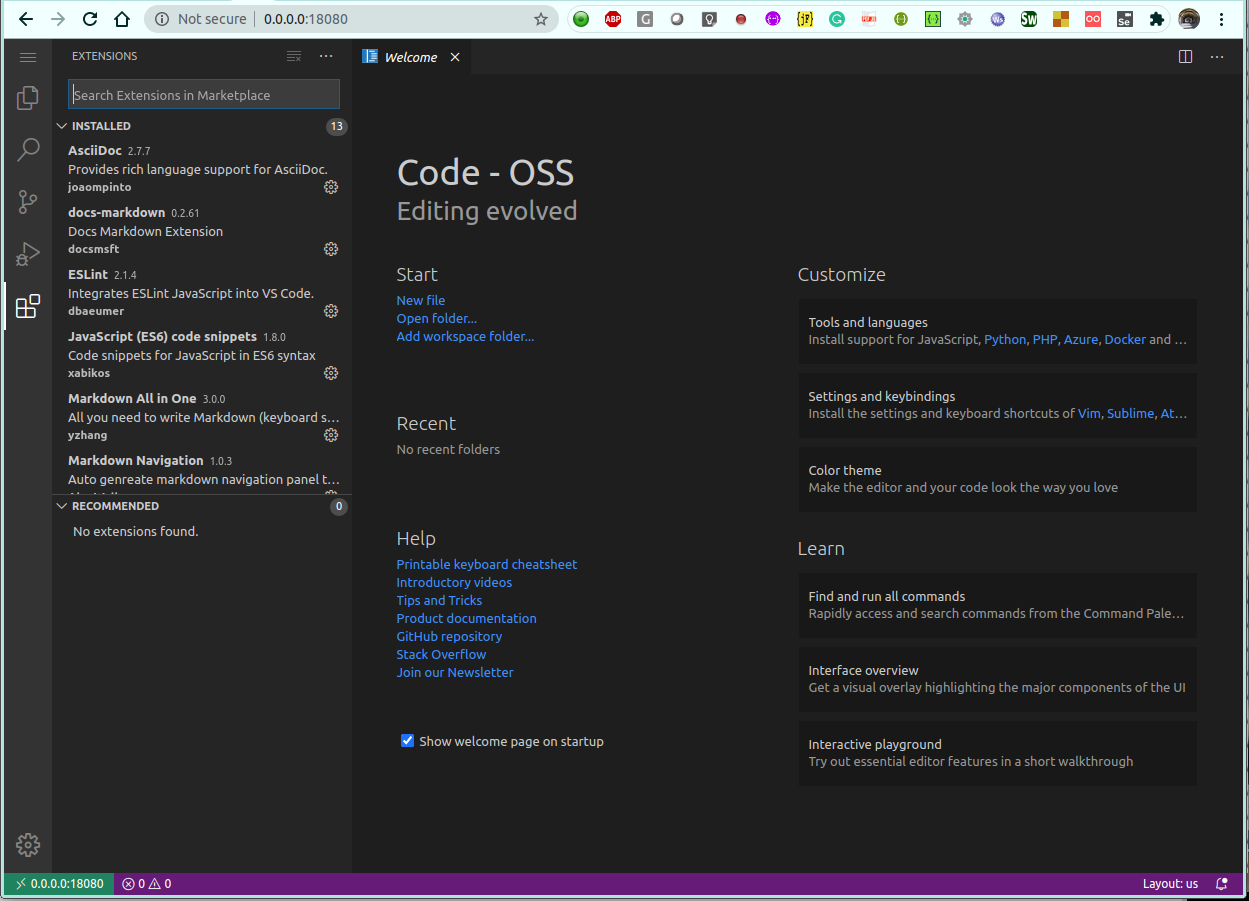 Not secure
0.0.0.0:18080
ABP
G
{jR}
G
PDF JS
{··}
Ws
SW
Se
EXTENSIONS
Search Extensions in Marketplace
INSTALLED
13
AsciiDoc 2.7.7
Provides rich language support for AsciiDoc.
joaompinto
docs-markdown 0.2.61
Docs Markdown Extension
docsmsft
ESLint 2.1.4
Integrates ESLint JavaScript into VS Code.
dbaeumer
JavaScript (ES6) code snippets 1.8.0
Code snippets for JavaScript in ES6 syntax
xabikos
Markdown All in One 3.0.0
All you need to write Markdown (keyboard s...
yzhang
Markdown Navigation 1.0.3
Auto genreate markdown navigation panel t...
RECOMMENDED
0
No extensions found.
Welcome
Code - OSS
Editing evolved
Start
New file
Open folder...
Add workspace folder...
Recent
No recent folders
Help
Printable keyboard cheatsheet
Introductory videos
Tips and Tricks
Product documentation
GitHub repository
Stack Overflow
Join our Newsletter
Show welcome page on startup
Customize
Tools and languages
Install support for JavaScript, Python, PHP, Azure, Docker and ...
Settings and keybindings
Install the settings and keyboard shortcuts of Vim, Sublime, At...
Color theme
Make the editor and your code look the way you love
Learn
Find and run all commands
Rapidly access and search commands from the Command Pale...
Interface overview
Get a visual overlay highlighting the major components of the UI
Interactive playground
Try out essential editor features in a short walkthrough
0.0.0.0:18080
0
0
Layout: us